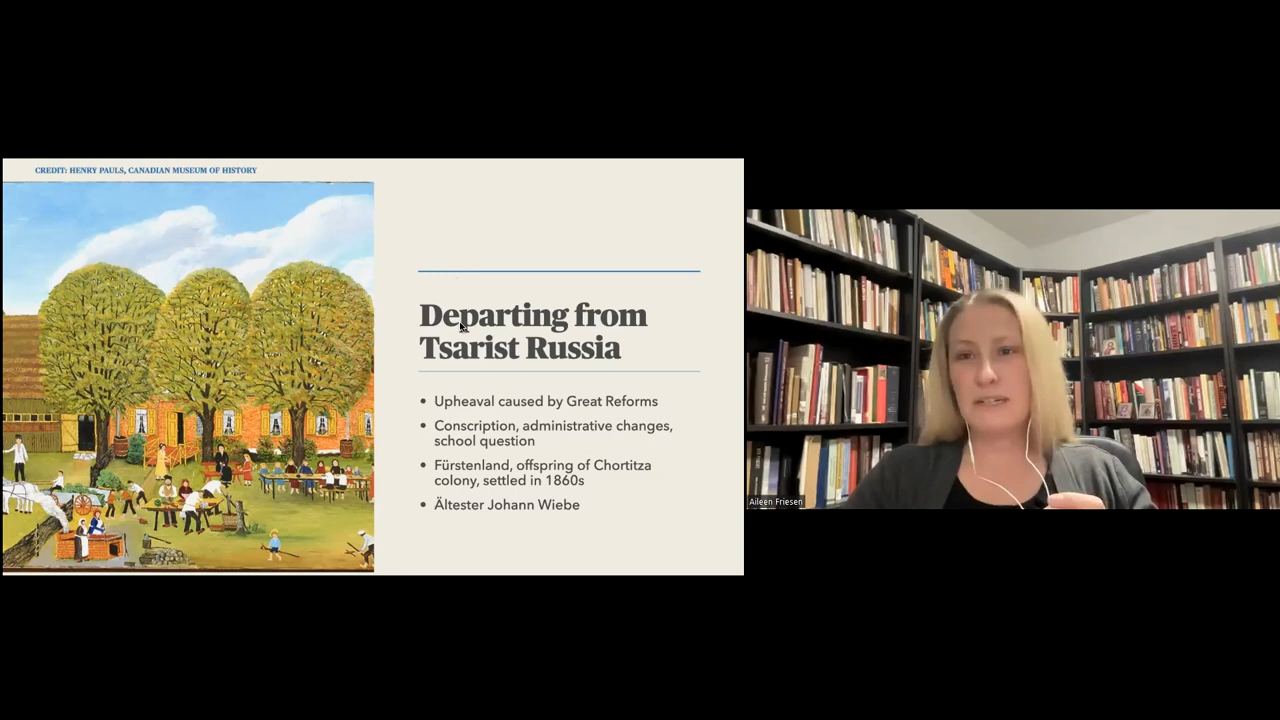 CREDIT: HENRY PAULS, CANADIAN MUSEUM OF HISTORY
Departing from
Tsarist Russia
• Upheaval caused by Great Reforms
• Conscription, administrative changes,
school question
• Fürstenland, offspring of Chortitza
colony, settled in 1860s
• Ältester Johann Wiebe
Aileen Friesen